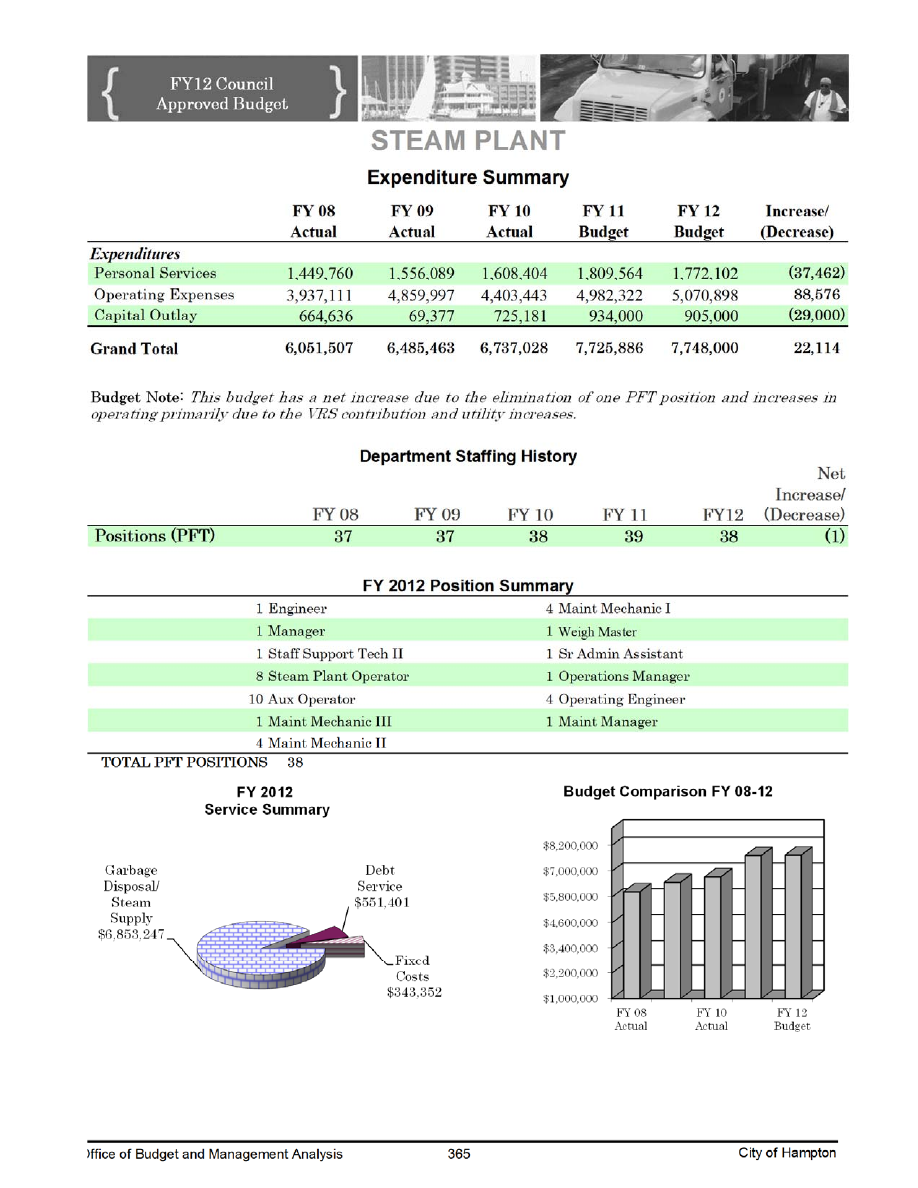 { FY12 Council }
Approved Budget
STEAM PLANT
Expenditure Summary
FY 08 FY 09 FY 10 FY 11 FY 12 Increase/
Actual Actual Actual Budget Budget (Decrease)
Expenditures
Personal Services 1,449,760 1,556,089 1,608,404 1,809,564 1,772,102 (37,462)
Operating Expenses 3,937,111 4,859,997 4,403,443 4,982,322 5,070,898 88,576
Capital Outlay 664,636 69,377 725,181 934,000 905,000 (29,000)
Grand Total 6,051,507 6,485,463 6,737,028 7,725,886 7,748,000 22,114
Budget Note: This budget has a net increase due to the elimination of one PFT position and increases in
operating primarily due to the VRS contribution and utility increases.
Department Staffing History
Net
Increase/
FY 08 FY 09 FY 10 FY 11 FY12 (Decrease)
Positions (PFT) 37 37 38 39 38 (1)
FY 2012 Position Summary
1 Engineer 4 Maint Mechanic I
1 Manager 1 Weigh Master
1 Staff Support Tech II 1 Sr Admin Assistant
8 Steam Plant Operator 1 Operations Manager
10 Aux Operator 4 Operating Engineer
1 Maint Mechanic III 1 Maint Manager
4 Maint Mechanic II
TOTAL PFT POSITIONS 38
FY 2012
Service Summary
Garbage
Disposal/
Steam
Supply
$6,853,247
Debt
Service
$551,401
Fixed
Costs
$343,352
Budget Comparison FY 08-12
$8,200,000
$7,000,000
$5,800,000
$4,600,000
$3,400,000
$2,200,000
$1,000,000
FY 08 FY 10 FY 12
Actual Actual Budget
Office of Budget and Management Analysis 365 City of Hampton